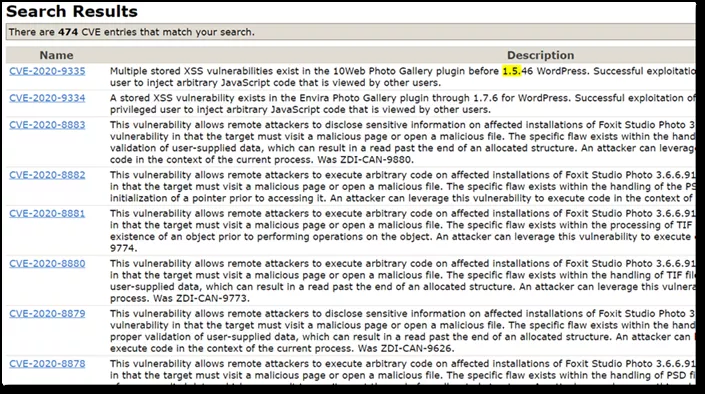 Search Results
There are 474 CVE entries that match your search.
Name Description
CVE-2020-9335 Multiple stored XSS vulnerabilities exist in the 10Web Photo Gallery plugin before 1.5.46 WordPress. Successful exploitatio
user to inject arbitrary JavaScript code that is viewed by other users.
CVE-2020-9334 A stored XSS vulnerability exists in the Envira Photo Gallery plugin through 1.7.6 for WordPress. Successful exploitation of
privileged user to inject arbitrary JavaScript code that is viewed by other users.
CVE-2020-8883 This vulnerability allows remote attackers to disclose sensitive information on affected installations of Foxit Studio Photo 3
vulnerability in that the target must visit a malicious page or open a malicious file. The specific flaw exists within the hand
validation of user-supplied data, which can result in a read past the end of an allocated structure. An attacker can leverag
code in the context of the current process. Was ZDI-CAN-9880.
CVE-2020-8882 This vulnerability allows remote attackers to execute arbitrary code on affected installations of Foxit Studio Photo 3.6.6.91
in that the target must visit a malicious page or open a malicious file. The specific flaw exists within the handling of the PS
initialization of a pointer prior to accessing it. An attacker can leverage this vulnerability to execute code in the context of
CVE-2020-8881 This vulnerability allows remote attackers to execute arbitrary code on affected installations of Foxit Studio Photo 3.6.6.91
in that the target must visit a malicious page or open a malicious file. The specific flaw exists within the processing of TIF
existence of an object prior to performing operations on the object. An attacker can leverage this vulnerability to execute
9774.
CVE-2020-8880 This vulnerability allows remote attackers to execute arbitrary code on affected installations of Foxit Studio Photo 3.6.6.91
in that the target must visit a malicious page or open a malicious file. The specific flaw exists within the handling of TIF file
user-supplied data, which can result in a read past the end of an allocated structure. An attacker can leverage this vulnera
process. Was ZDI-CAN-9773.
CVE-2020-8879 This vulnerability allows remote attackers to disclose sensitive information on affected installations of Foxit Studio Photo 3
vulnerability in that the target must visit a malicious page or open a malicious file. The specific flaw exists within the hand
proper validation of user-supplied data, which can result in a read past the end of an allocated structure. An attacker can l
execute code in the context of the current process. Was ZDI-CAN-9626.
CVE-2020-8878 This vulnerability allows remote attackers to execute arbitrary code on affected installations of Foxit Studio Photo 3.6.6.91
in that the target must visit a malicious page or open a malicious file. The specific flaw exists within the handling of PSD fi